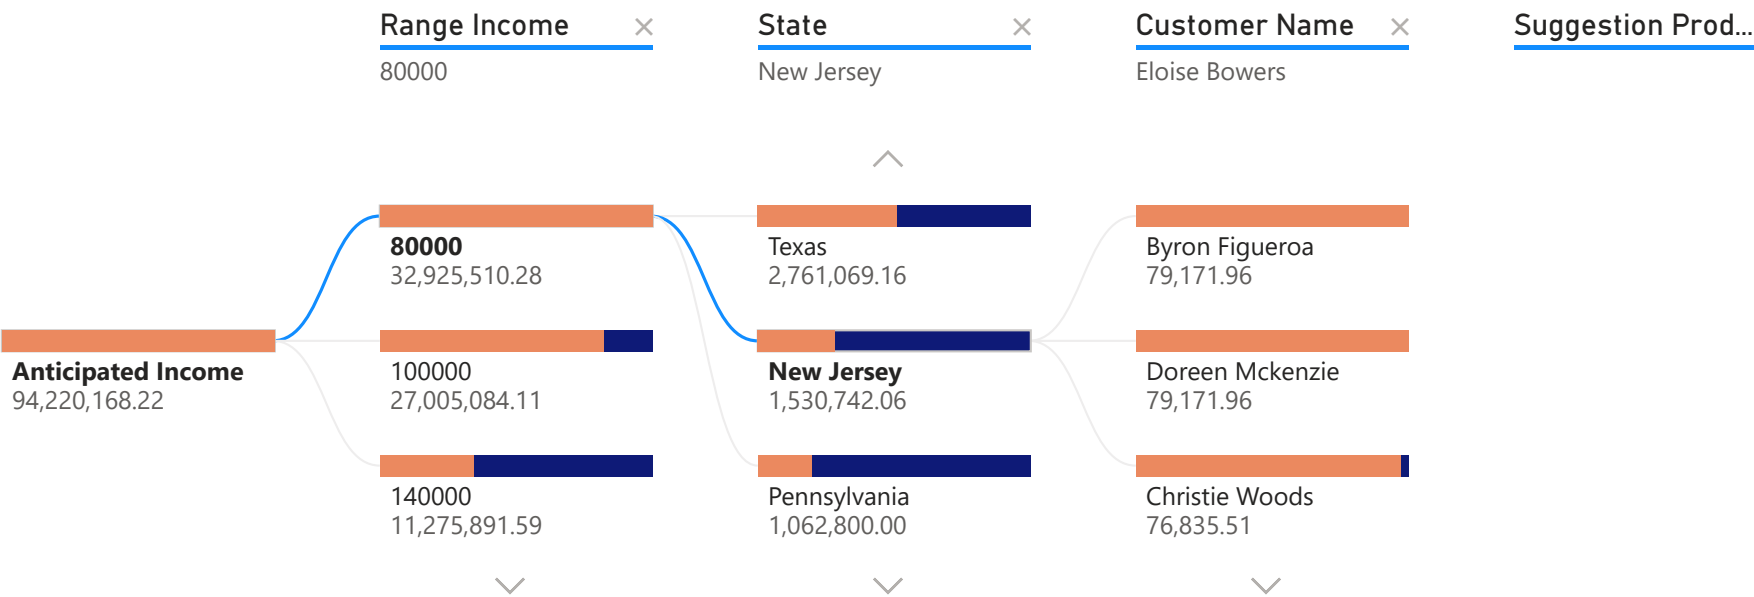 Range Income
State
Customer Name
Suggestion Prod...
80000
New Jersey
Eloise Bowers
Anticipated Income
94,220,168.22
80000
32,925,510.28
100000
27,005,084.11
140000
11,275,891.59
Texas
2,761,069.16
New Jersey
1,530,742.06
Pennsylvania
1,062,800.00
Byron Figueroa
79,171.96
Doreen Mckenzie
79,171.96
Christie Woods
76,835.51